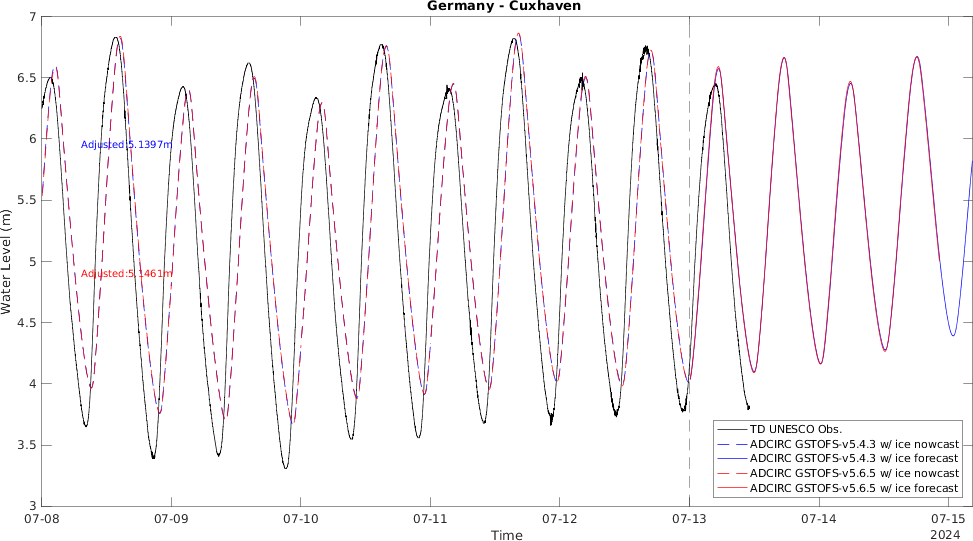 Germany - Cuxhaven
7
6.5
6
5.5
5
4.5
4
3.5
3
Water Level (m)
Adjusted:5.1397m
Adjusted:5.1461m
TD UNESCO Obs.
ADCIRC GSTOFS-v5.4.3 w/ ice nowcast
ADCIRC GSTOFS-v5.4.3 w/ ice forecast
ADCIRC GSTOFS-v5.6.5 w/ ice nowcast
ADCIRC GSTOFS-v5.6.5 w/ ice forecast
07-08 07-09 07-10 07-11 07-12 07-13 07-14 07-15
Time
2024